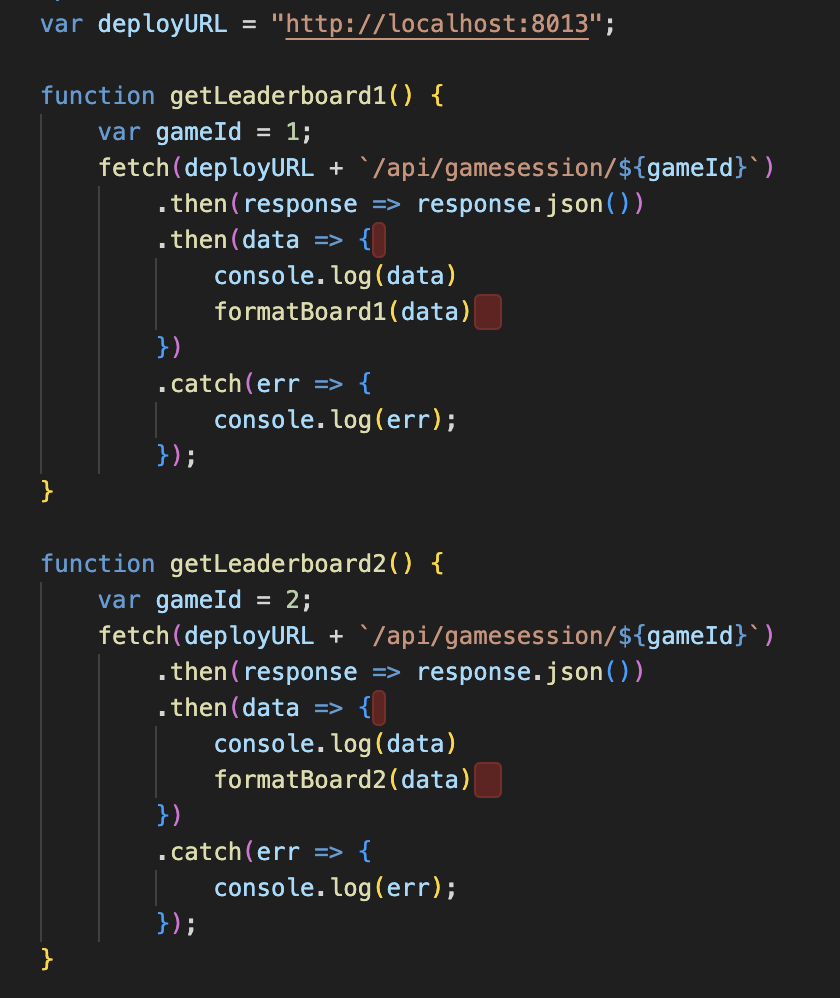 var deployURL = "http://localhost:8013";
function getLeaderboard1() {
var gameId = 1;
fetch(deployURL + `/api/gamesession/${gameId}`)
.then(response => response.json())
.then(data => {
console.log(data)
formatBoard1(data)
})
.catch(err => {
console.log(err);
});
}
function getLeaderboard2() {
var gameId = 2;
fetch(deployURL + `/api/gamesession/${gameId}`)
.then(response => response.json())
.then(data => {
console.log(data)
formatBoard2(data)
})
.catch(err => {
console.log(err);
});
}